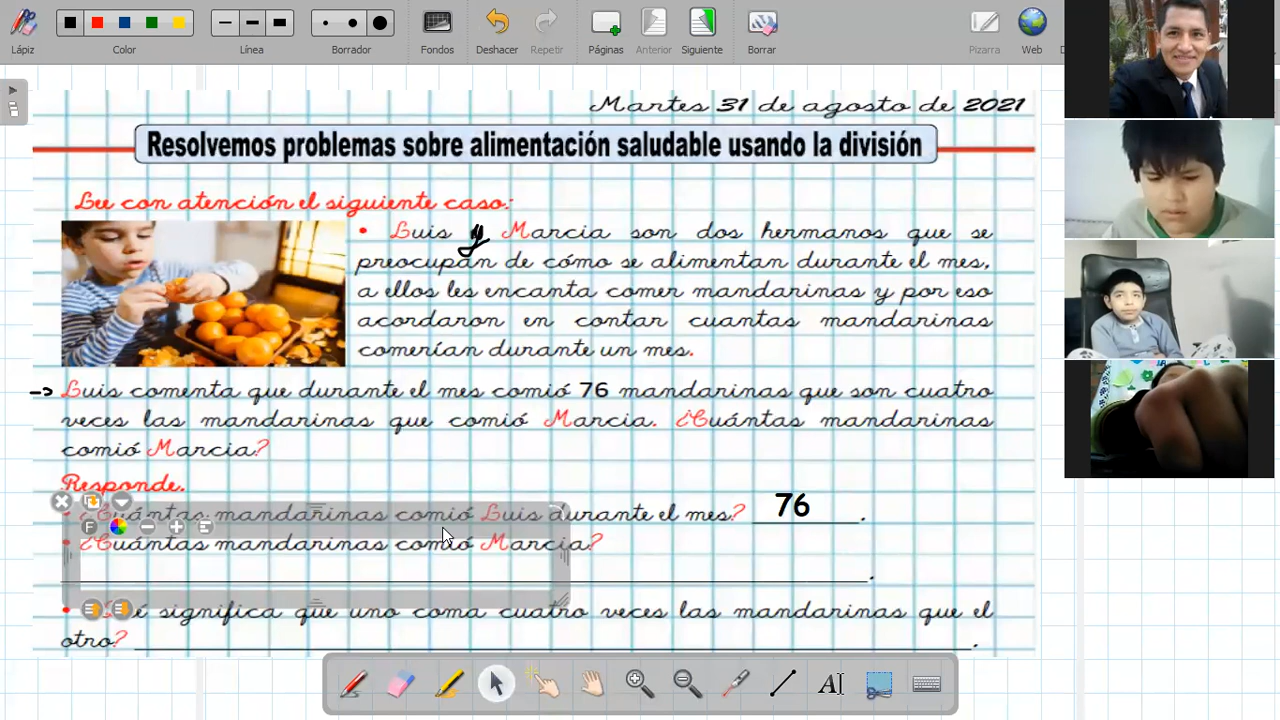 Lápiz
Color
Línea
Borrador
Fondos
Deshacer
Repetir
Páginas
Anterior
Siguiente
Borrar
Pizarra
Web
Martes 31 de agosto de 2021
Resolvemos problemas sobre alimentación saludable usando la división
Lee con atención el siguiente caso:
• Luis y Marcia son dos hermanos que se
preocupan de cómo se alimentan durante el mes,
a ellos les encanta comer mandarinas y por eso
acordaron en contar cuantas mandarinas
comerían durante un mes.
Luis comenta que durante el mes comió 76 mandarinas que son cuatro
veces las mandarinas que comió Marcia. ¿Cuántas mandarinas
comió Marcia?
Responde.
• ¿Cuántas mandarinas comió Luis durante el mes? 76.
• ¿Cuántas mandarinas comió Marcia?
significa que uno coma cuatro veces las mandarinas que el
otro?
F
AI